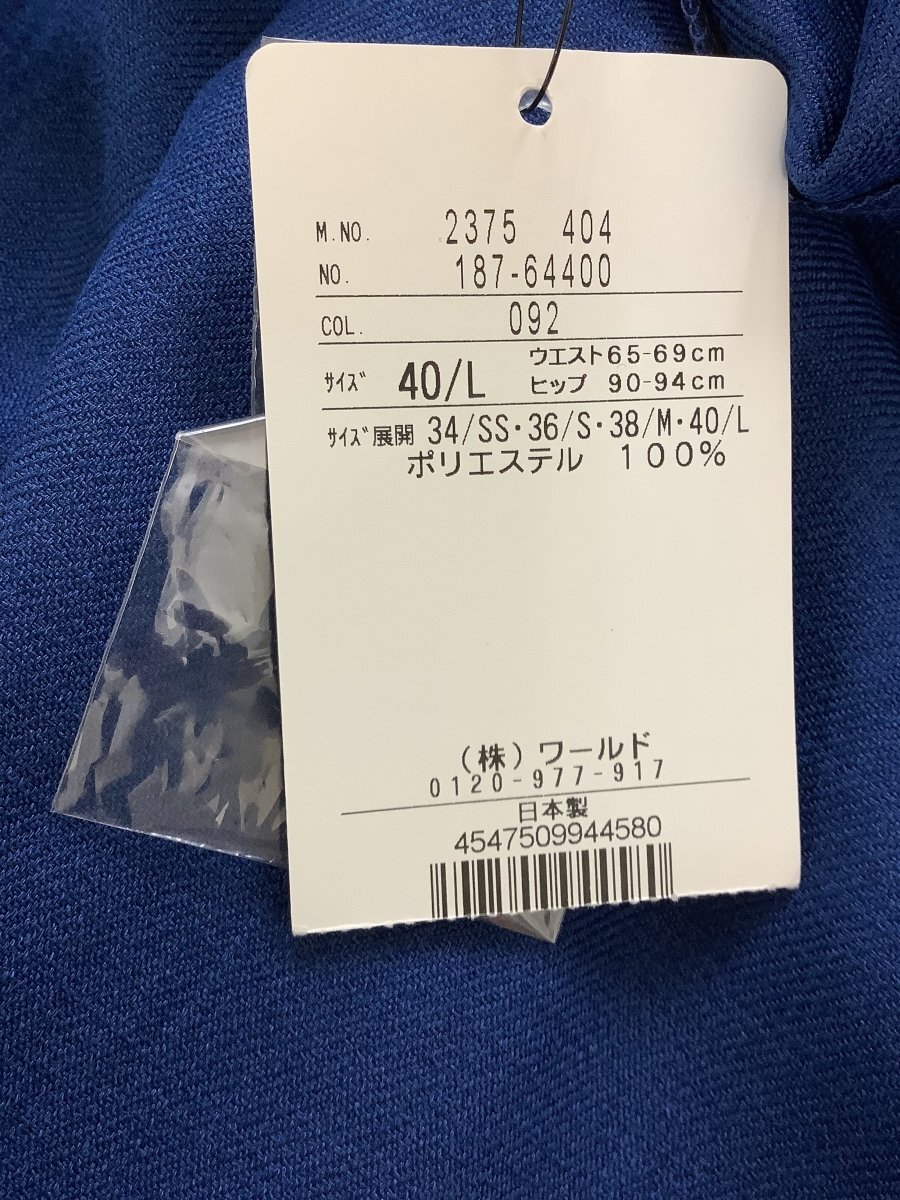 M.NO. 2375 404
NO. 187-64400
COL. 092
ｻｲｽﾞ 40/L ウエスト65-69cm
ヒップ 90-94cm
ｻｲｽﾞ展開 34/SS・36/S・38/M・40/L
ポリエステル 100%
(株)ワールド
0120-977-917
日本製
4547509944580